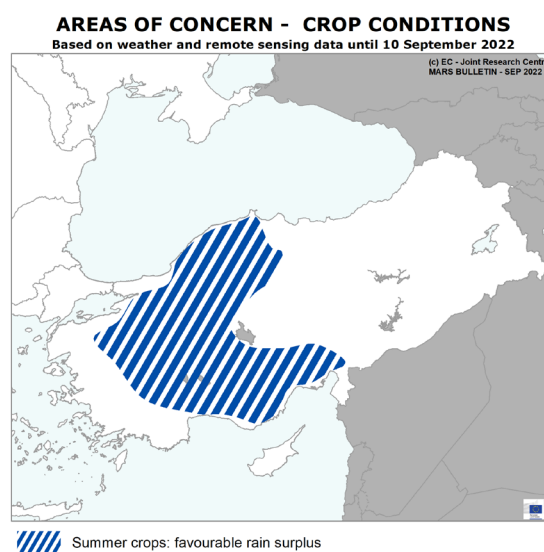 AREAS OF CONCERN - CROP CONDITIONS
Based on weather and remote sensing data until 10 September 2022
(c) EC - Joint Research Centr
MARS BULLETIN - SEP 2022
Summer crops: favourable rain surplus